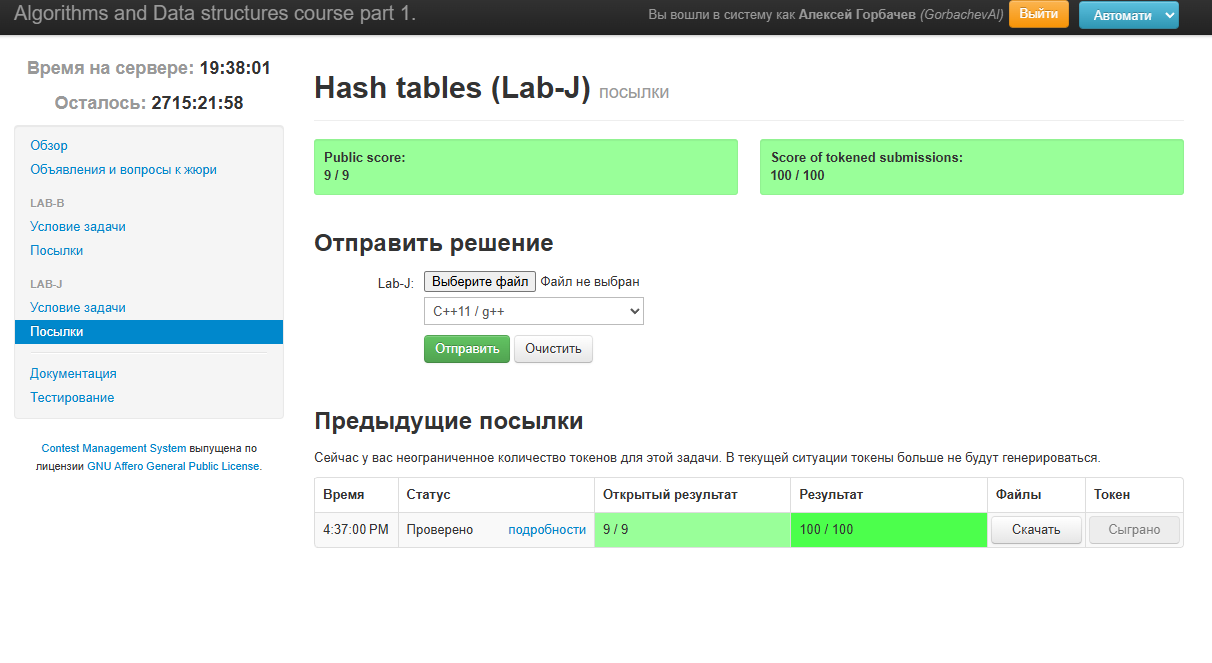 Algorithms and Data structures course part 1.
Вы вошли в систему как Алексей Горбачев (GorbachevAI) Выйти Автомати
Время на сервере: 19:38:01
Осталось: 2715:21:58
Обзор
Объявления и вопросы к жюри
LAB-B
Условие задачи
Посылки
LAB-J
Условие задачи
Посылки
Документация
Тестирование
Contest Management System выпущена по
лицензии GNU Affero General Public License.
Hash tables (Lab-J) посылки
Public score:
9 / 9
Score of tokened submissions:
100 / 100
Отправить решение
Lab-J: Выберите файл Файл не выбран
C++11 / g++
Отправить Очистить
Предыдущие посылки
Сейчас у вас неограниченное количество токенов для этой задачи. В текущей ситуации токены больше не будут генерироваться.
Время Статус Открытый результат Результат Файлы Токен
4:37:00 PM Проверено подробности 9 / 9 100 / 100 Скачать Сыграно